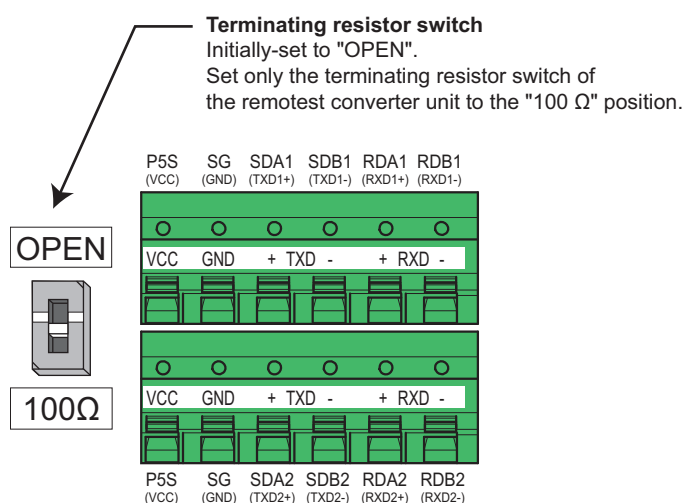 Terminating resistor switch
Initially-set to "OPEN".
Set only the terminating resistor switch of
the remotest converter unit to the "100 Ω" position.
P5S SG SDA1 SDB1 RDA1 RDB1
(VCC) (GND) (TXD1+) (TXD1-) (RXD1+) (RXD1-)
OPEN
VCC GND + TXD - + RXD -
100Ω
VCC GND + TXD - + RXD -
P5S SG SDA2 SDB2 RDA2 RDB2
(VCC) (GND) (TXD2+) (TXD2-) (RXD2+) (RXD2-)